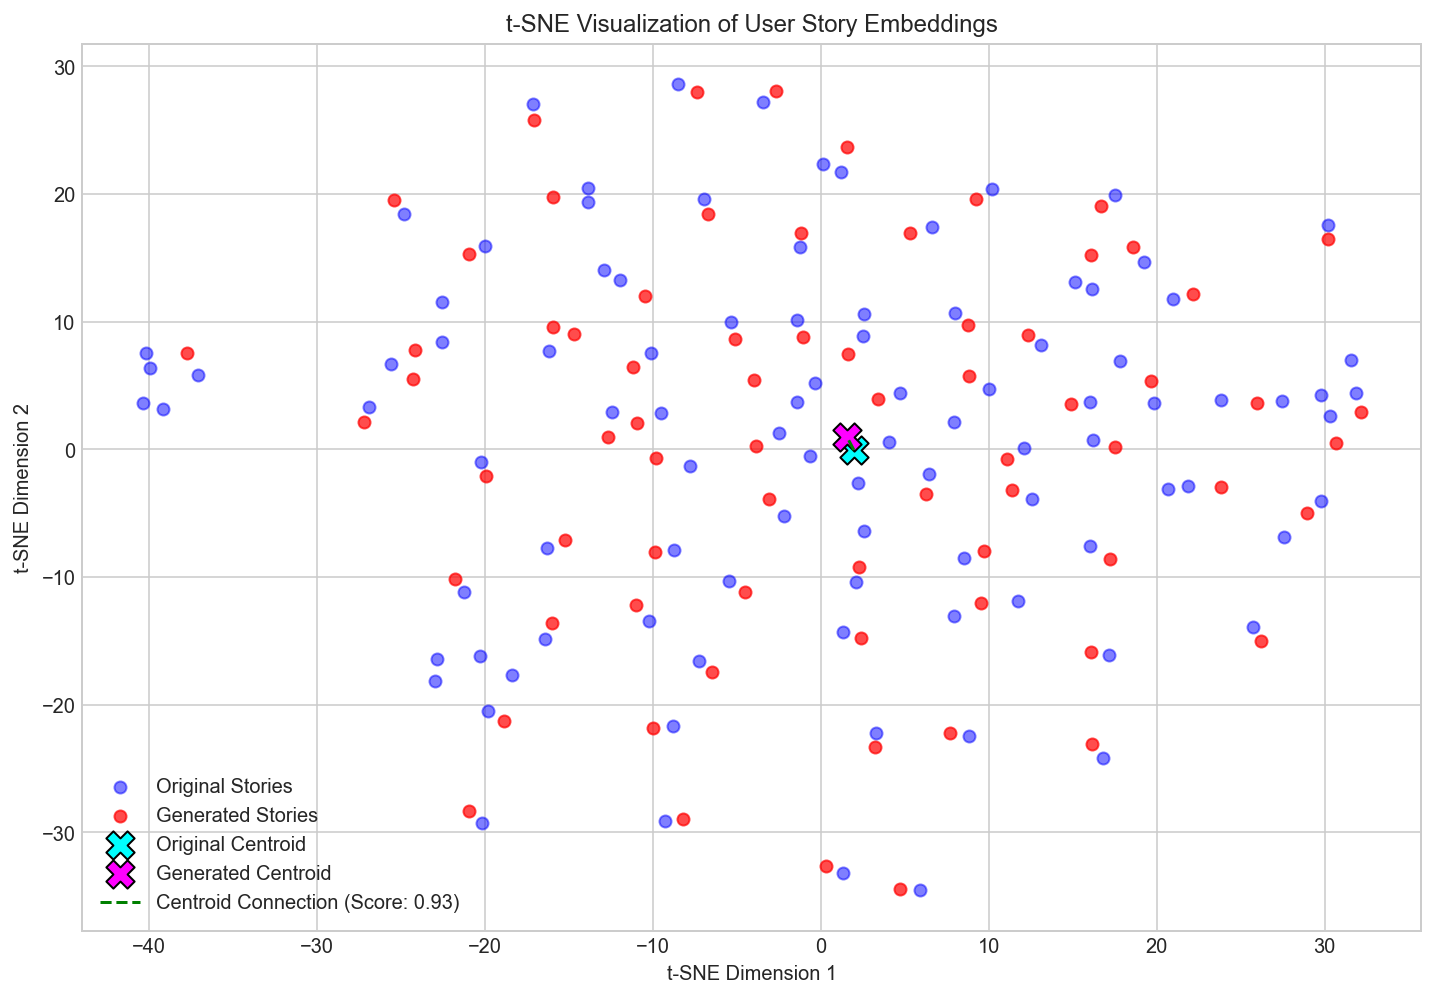 t-SNE Visualization of User Story Embeddings
30
20
10
0
−10
−20
−30
t-SNE Dimension 2
Original Stories
Generated Stories
Original Centroid
Generated Centroid
Centroid Connection (Score: 0.93)
−40 −30 −20 −10 0 10 20 30
t-SNE Dimension 1